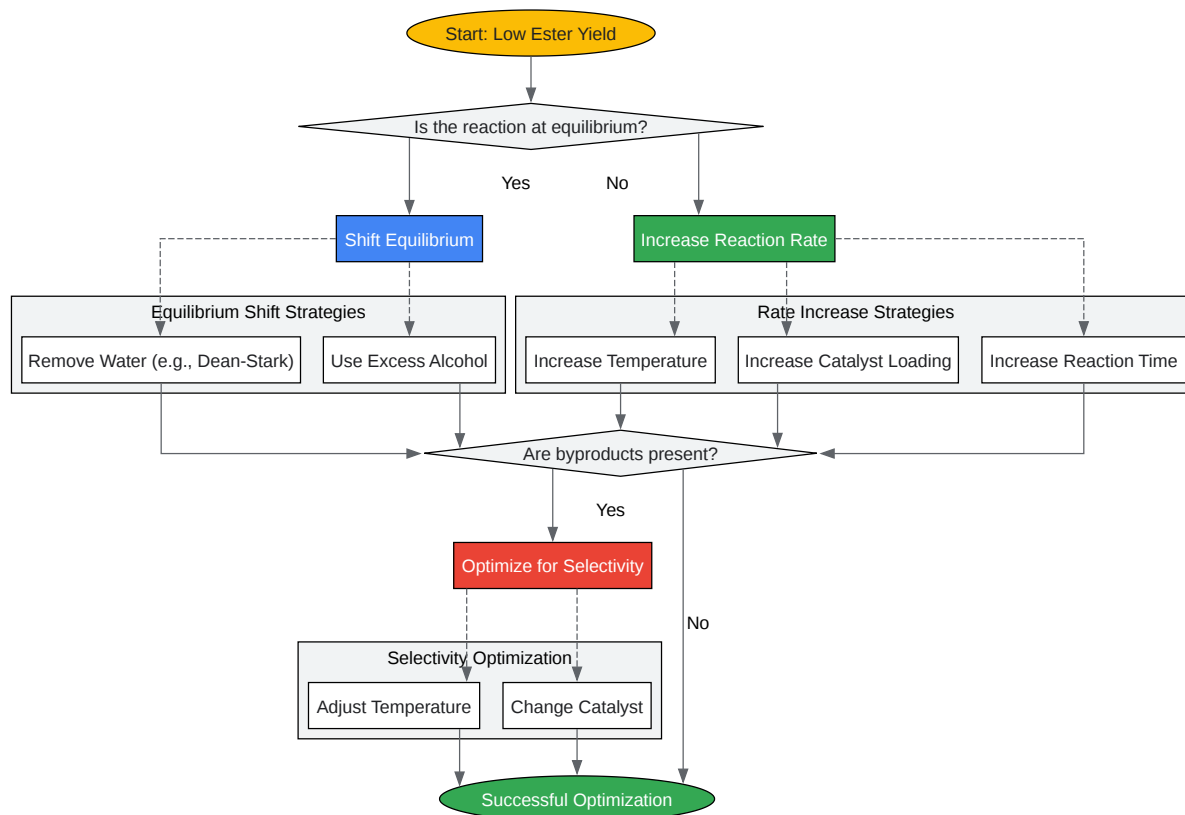 Start: Low Ester Yield
Is the reaction at equilibrium?
Yes
No
Shift Equilibrium
Increase Reaction Rate
Equilibrium Shift Strategies
Rate Increase Strategies
Remove Water (e.g., Dean-Stark)
Use Excess Alcohol
Increase Temperature
Increase Catalyst Loading
Increase Reaction Time
Are byproducts present?
Yes
Optimize for Selectivity
No
Selectivity Optimization
Adjust Temperature
Change Catalyst
Successful Optimization